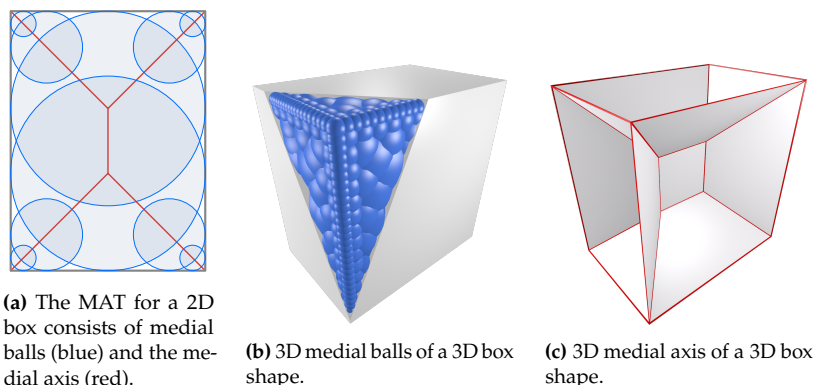 (a) The MAT for a 2D
box consists of medial
balls (blue) and the me-
dial axis (red).
(b) 3D medial balls of a 3D box
shape.
(c) 3D medial axis of a 3D box
shape.